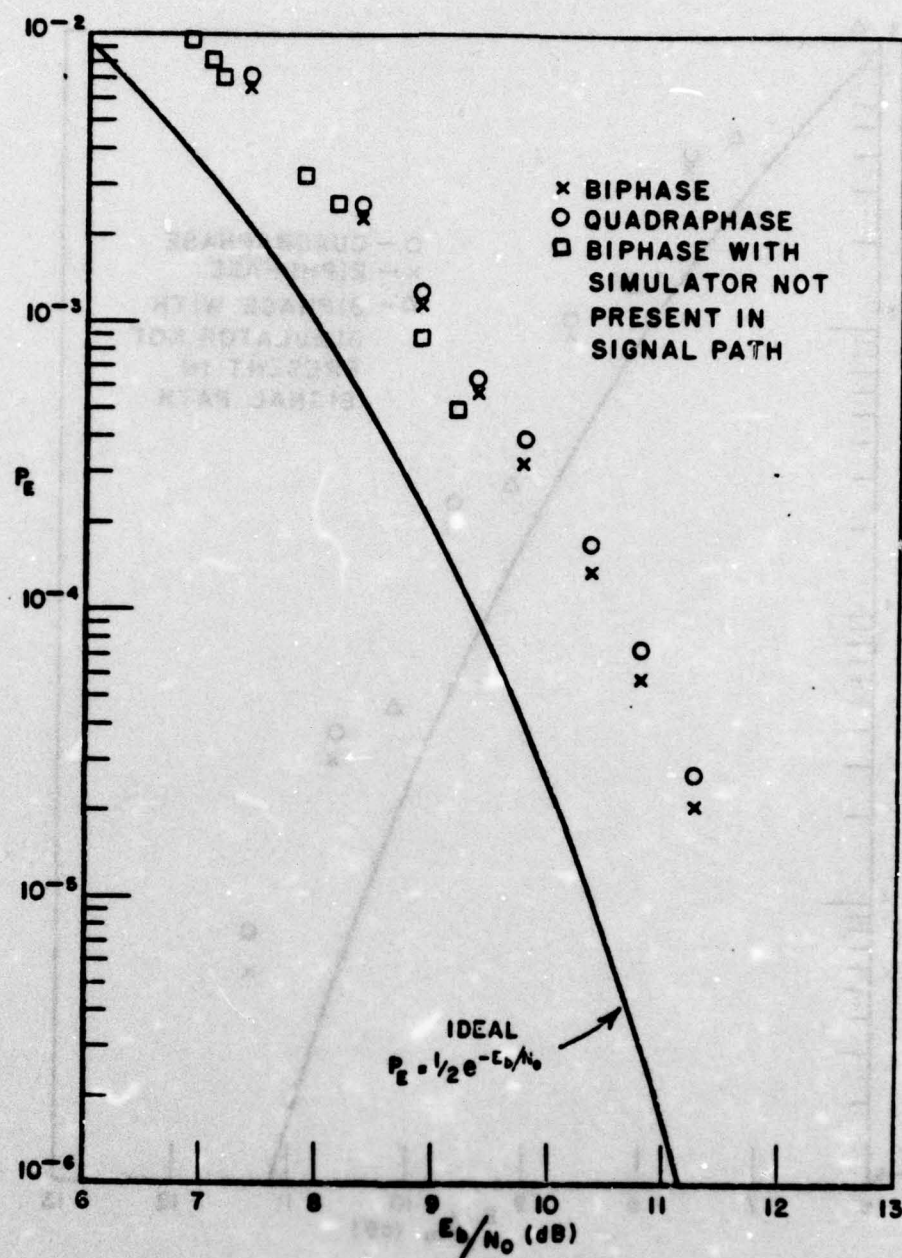 10⁻²
10⁻³
10⁻⁴
10⁻⁵
10⁻⁶
P_E
× BIPHASE
○ QUADRAPHASE
□ BIPHASE WITH
SIMULATOR NOT
PRESENT IN
SIGNAL PATH
IDEAL
P_E = 1/2 e^-E_b/N_0
6 7 8 9 10 11 12 13
E_b/N_0 (dB)